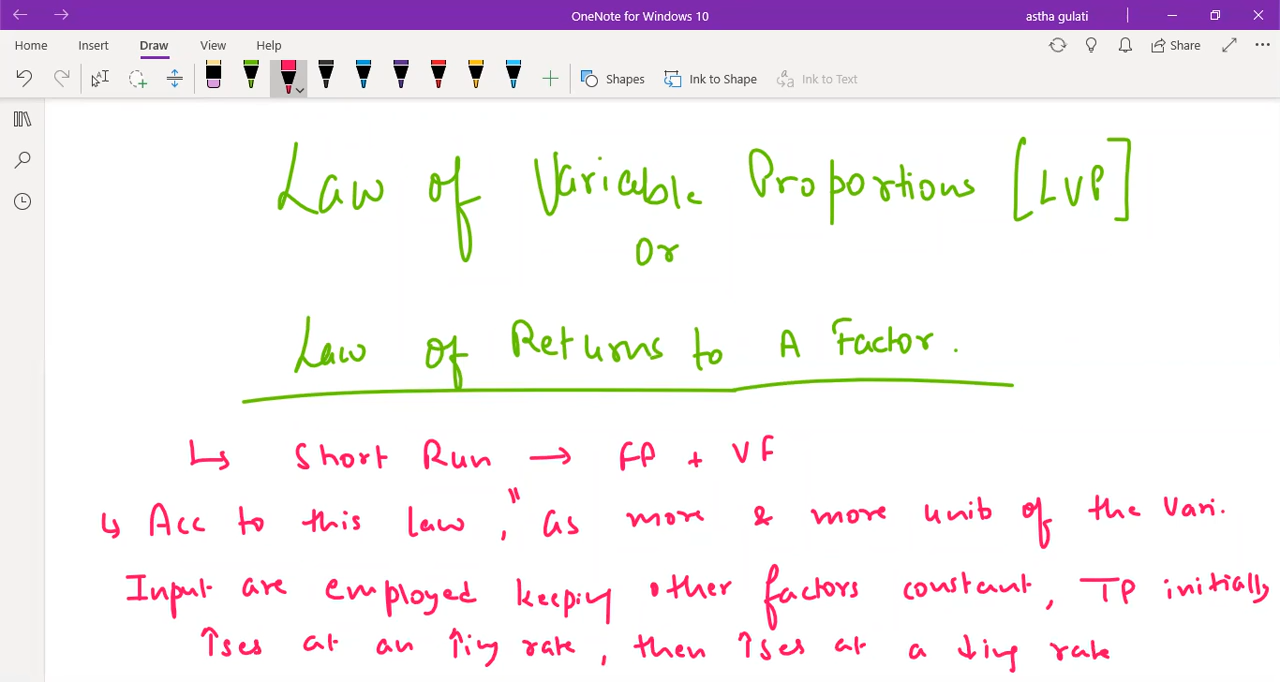 OneNote for Windows 10
astha gulati
Home Insert Draw View Help
Share
Shapes Ink to Shape Ink to Text
Law of Variable Proportions [LVP]
Or
Law Of Returns to A Factor.
↳ Short Run → FP + VF
↳ Acc to this law, " as more & more unit of the Vari.
Input are employed keeping other factors constant, TP initially
↑ses at an ↑ing rate, then ↑ses at a ↓ing rate